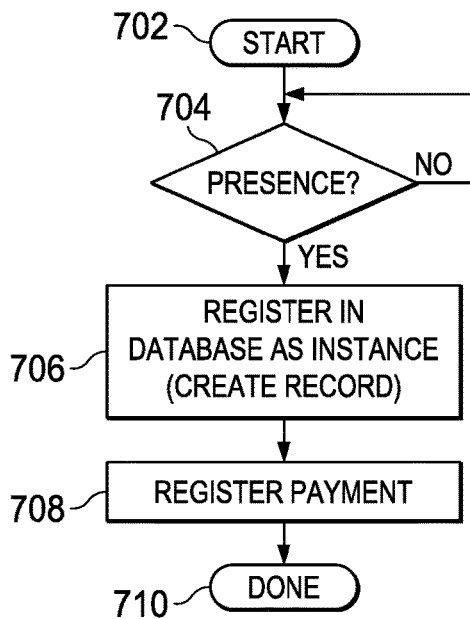 702
START
704
PRESENCE?
NO
YES
706
REGISTER IN
DATABASE AS INSTANCE
(CREATE RECORD)
708
REGISTER PAYMENT
710
DONE